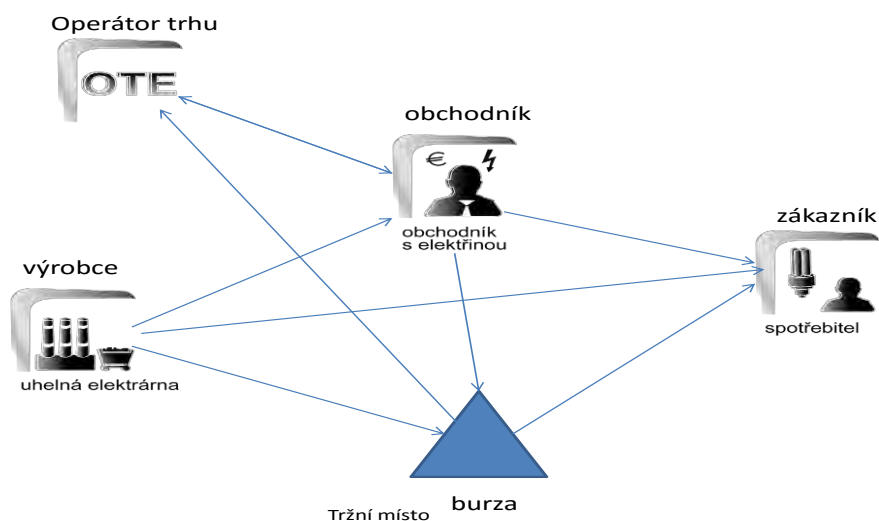 Operátor trhu
OTE
obchodník
€
obchodník
s elektřinou
zákazník
spotřebitel
výrobce
uhelná elektrárna
burza
Tržní místo